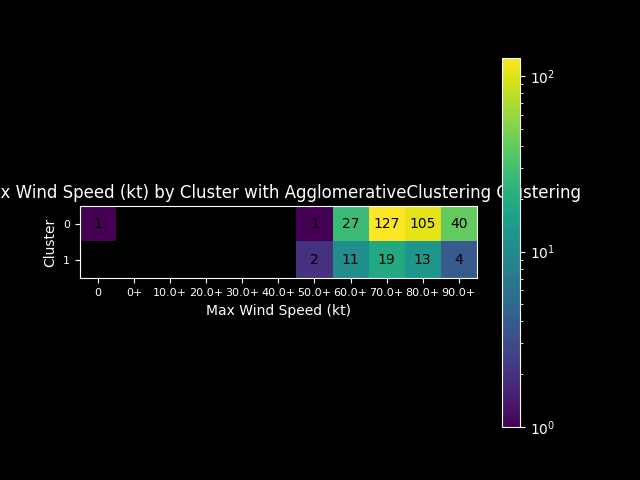 x Wind Speed (kt) by Cluster with AgglomerativeClustering Clustering
Cluster
0
1
1 1 27 127 105 40
2 11 19 13 4
0 0+ 10.0+ 20.0+ 30.0+ 40.0+ 50.0+ 60.0+ 70.0+ 80.0+ 90.0+
Max Wind Speed (kt)
10²
10¹
10⁰